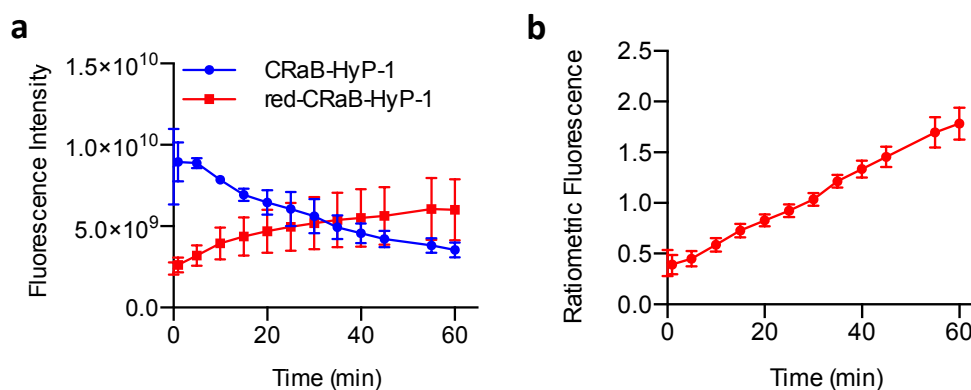 a
Fluorescence Intensity
1.5×10¹⁰
1.0×10¹⁰
5.0×10⁹
0.0
CRaB-HyP-1
red-CRaB-HyP-1
0 20 40 60
Time (min)
b
Ratiometric Fluorescence
2.5
2.0
1.5
1.0
0.5
0.0
0 20 40 60
Time (min)